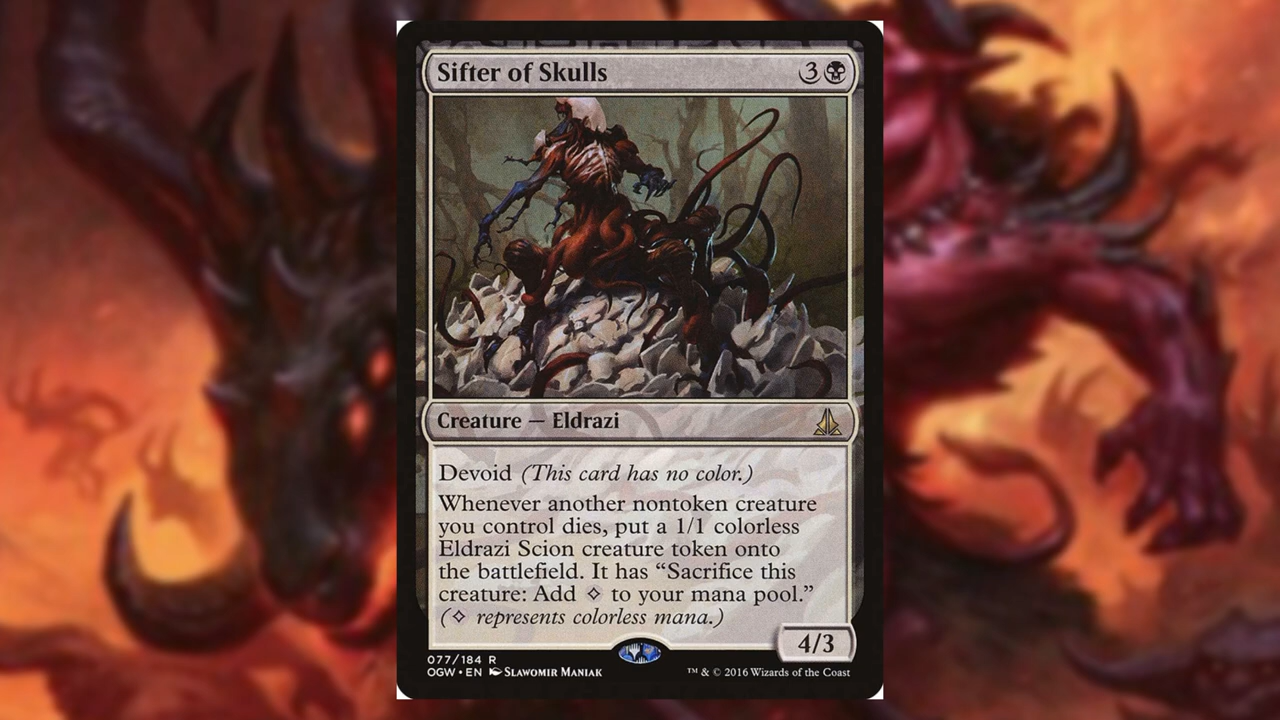 Sifter of Skulls
3
Creature — Eldrazi
Devoid (This card has no color.)
Whenever another nontoken creature
you control dies, put a 1/1 colorless
Eldrazi Scion creature token onto
the battlefield. It has “Sacrifice this
creature: Add ◇ to your mana pool.”
(◇ represents colorless mana.)
4/3
077/184 R
OGW • EN SLAWOMIR MANIAK
™ & © 2016 Wizards of the Coast